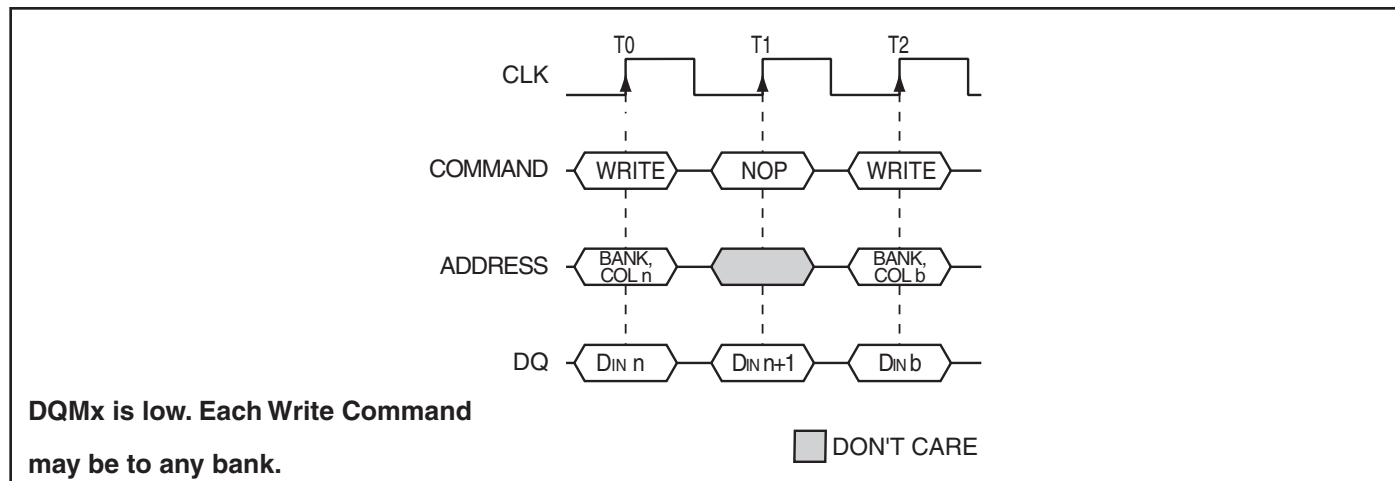 T0 T1 T2
CLK
COMMAND WRITE NOP WRITE
ADDRESS BANK, COL n BANK, COL b
DQ DIN n DIN n+1 DIN b
DQMx is low. Each Write Command
may be to any bank.
DON'T CARE